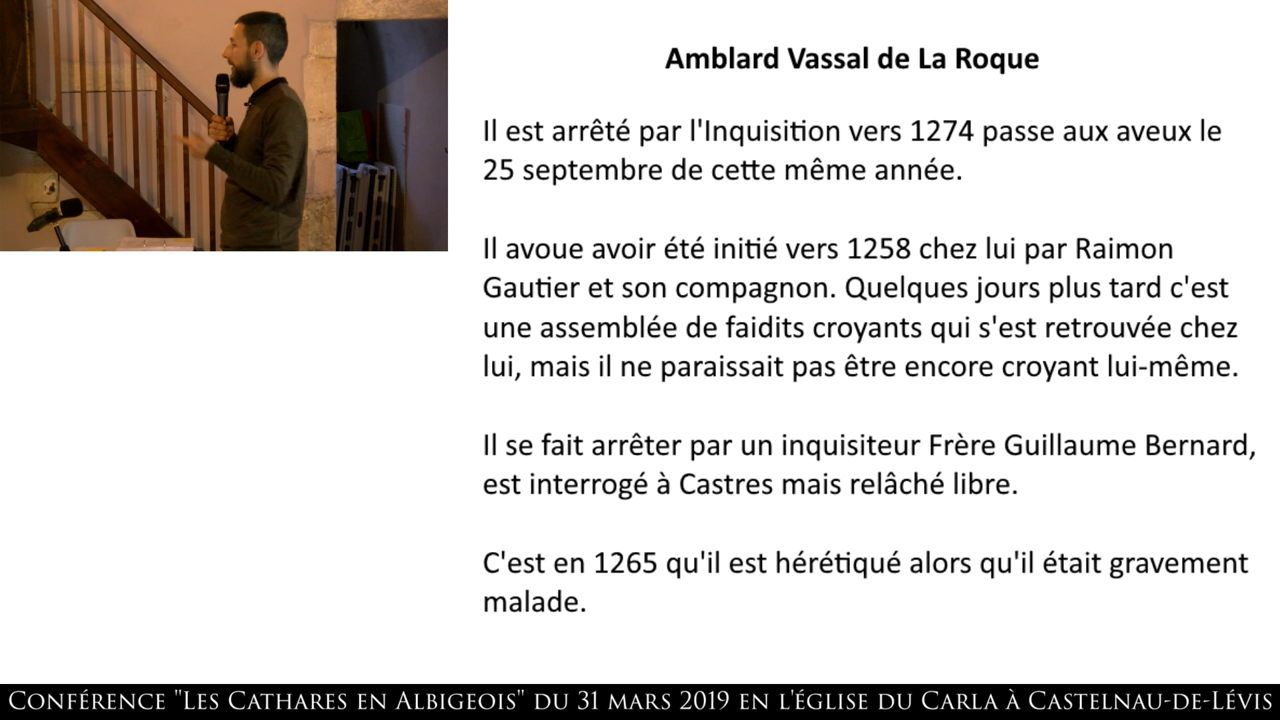 Amblard Vassal de La Roque
Il est arrêté par l'Inquisition vers 1274 passe aux aveux le
25 septembre de cette même année.
Il avoue avoir été initié vers 1258 chez lui par Raimon
Gautier et son compagnon. Quelques jours plus tard c'est
une assemblée de faidits croyants qui s'est retrouvée chez
lui, mais il ne paraissait pas être encore croyant lui-même.
Il se fait arrêter par un inquisiteur Frère Guillaume Bernard,
est interrogé à Castres mais relâché libre.
C'est en 1265 qu'il est hérétiqué alors qu'il était gravement
malade.
Conférence "Les Cathares en Albigeois" du 31 mars 2019 en l'église du Carla à Castelnau-de-Lévis